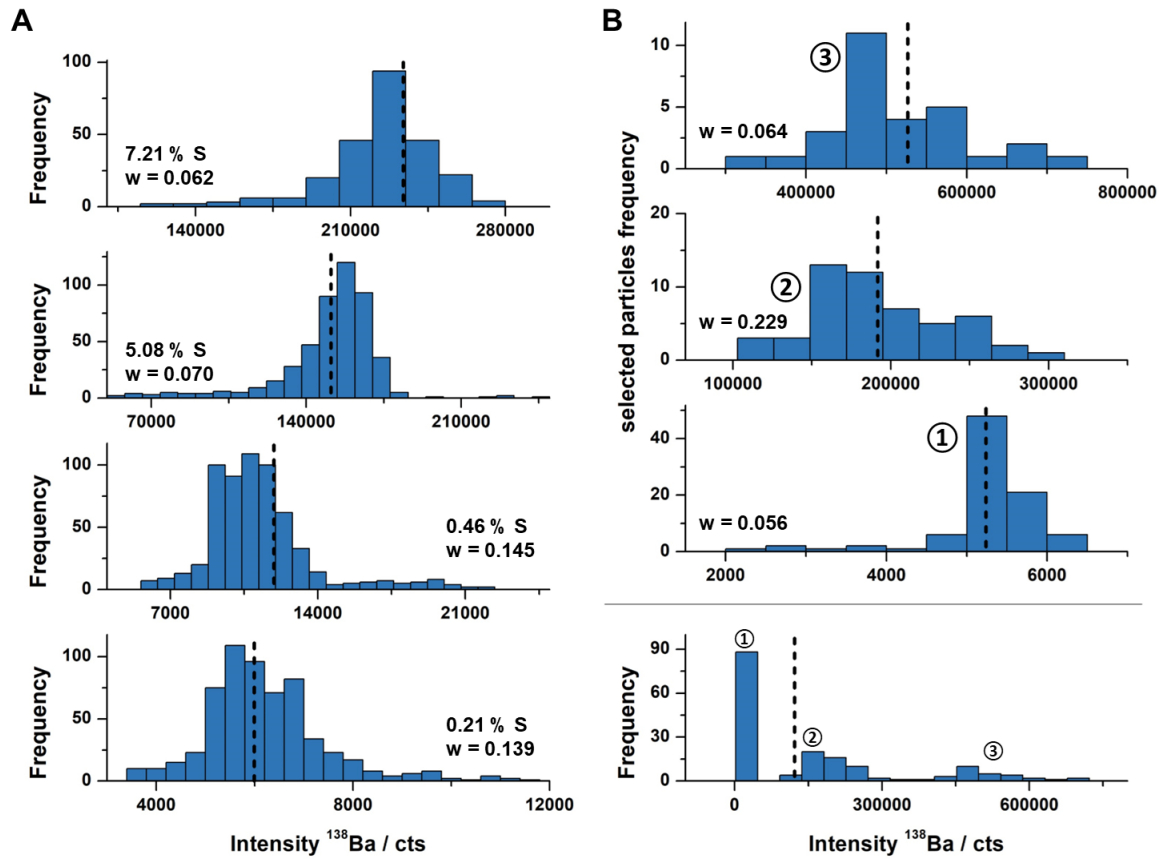 A
Frequency
100
50
0
7.21 % S
w = 0.062
140000 210000 280000
Frequency
100
50
0
5.08 % S
w = 0.070
70000 140000 210000
Frequency
100
50
0
0.46 % S
w = 0.145
7000 14000 21000
Frequency
100
50
0
0.21 % S
w = 0.139
4000 8000 12000
Intensity ¹³⁸Ba / cts
B
selected particles frequency
10
5
0
③
w = 0.064
400000 600000 800000
20
10
0
②
w = 0.229
100000 200000 300000
40
20
0
①
w = 0.056
2000 4000 6000
Frequency
90
60
30
0
①
②
③
0 300000 600000
Intensity ¹³⁸Ba / cts